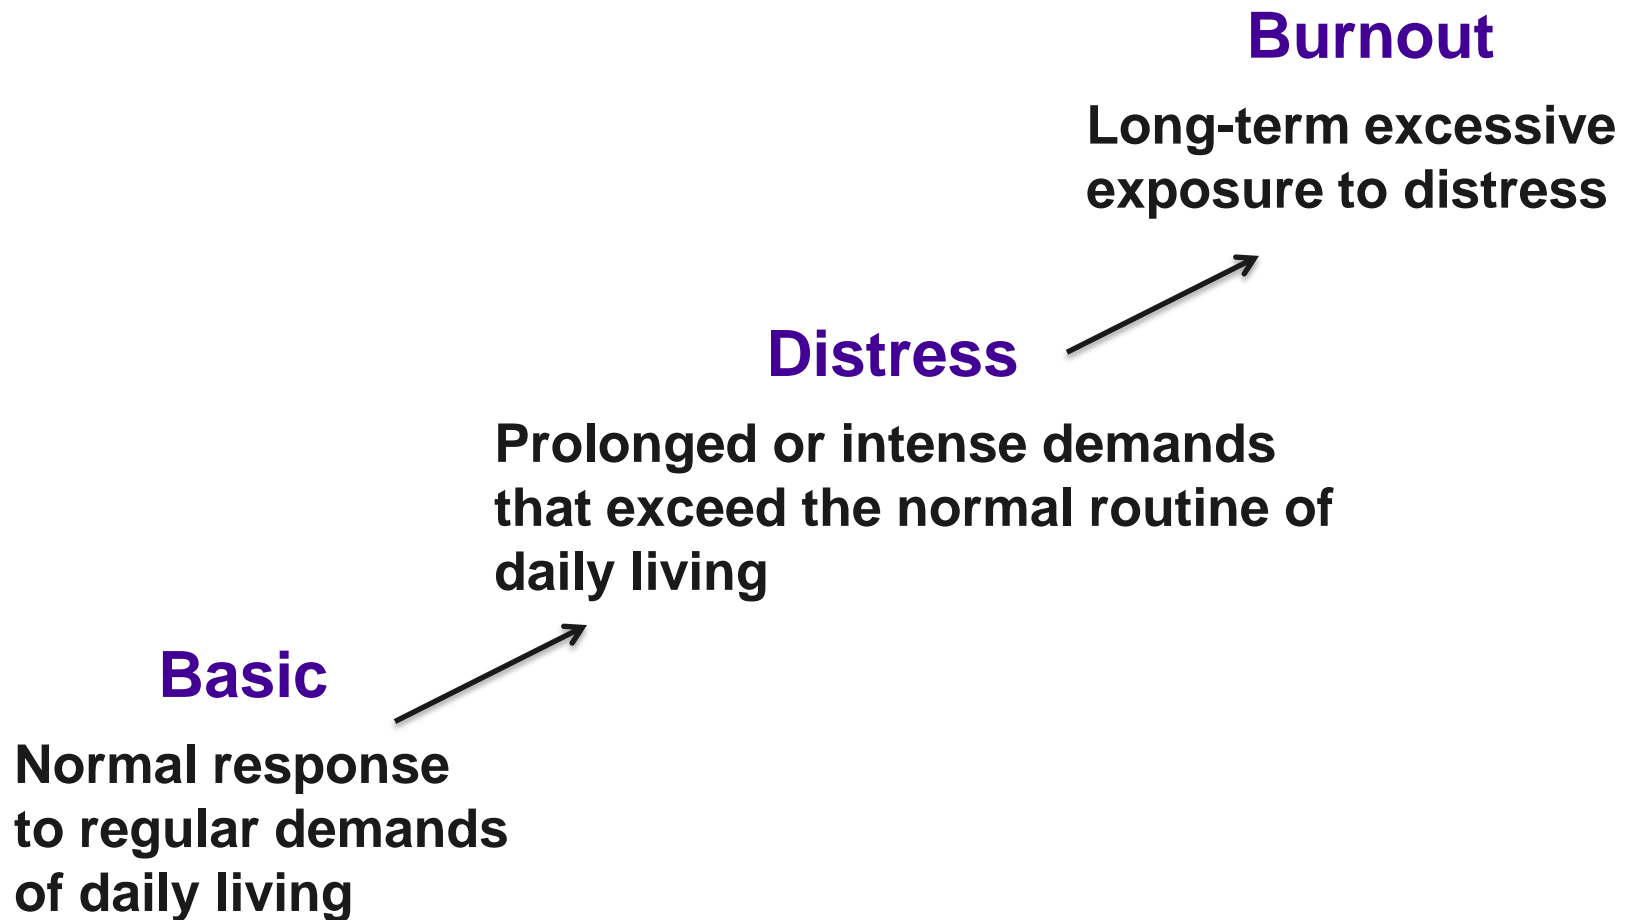 Burnout
Long-term excessive
exposure to distress
Distress
Prolonged or intense demands
that exceed the normal routine of
daily living
Basic
Normal response
to regular demands
of daily living